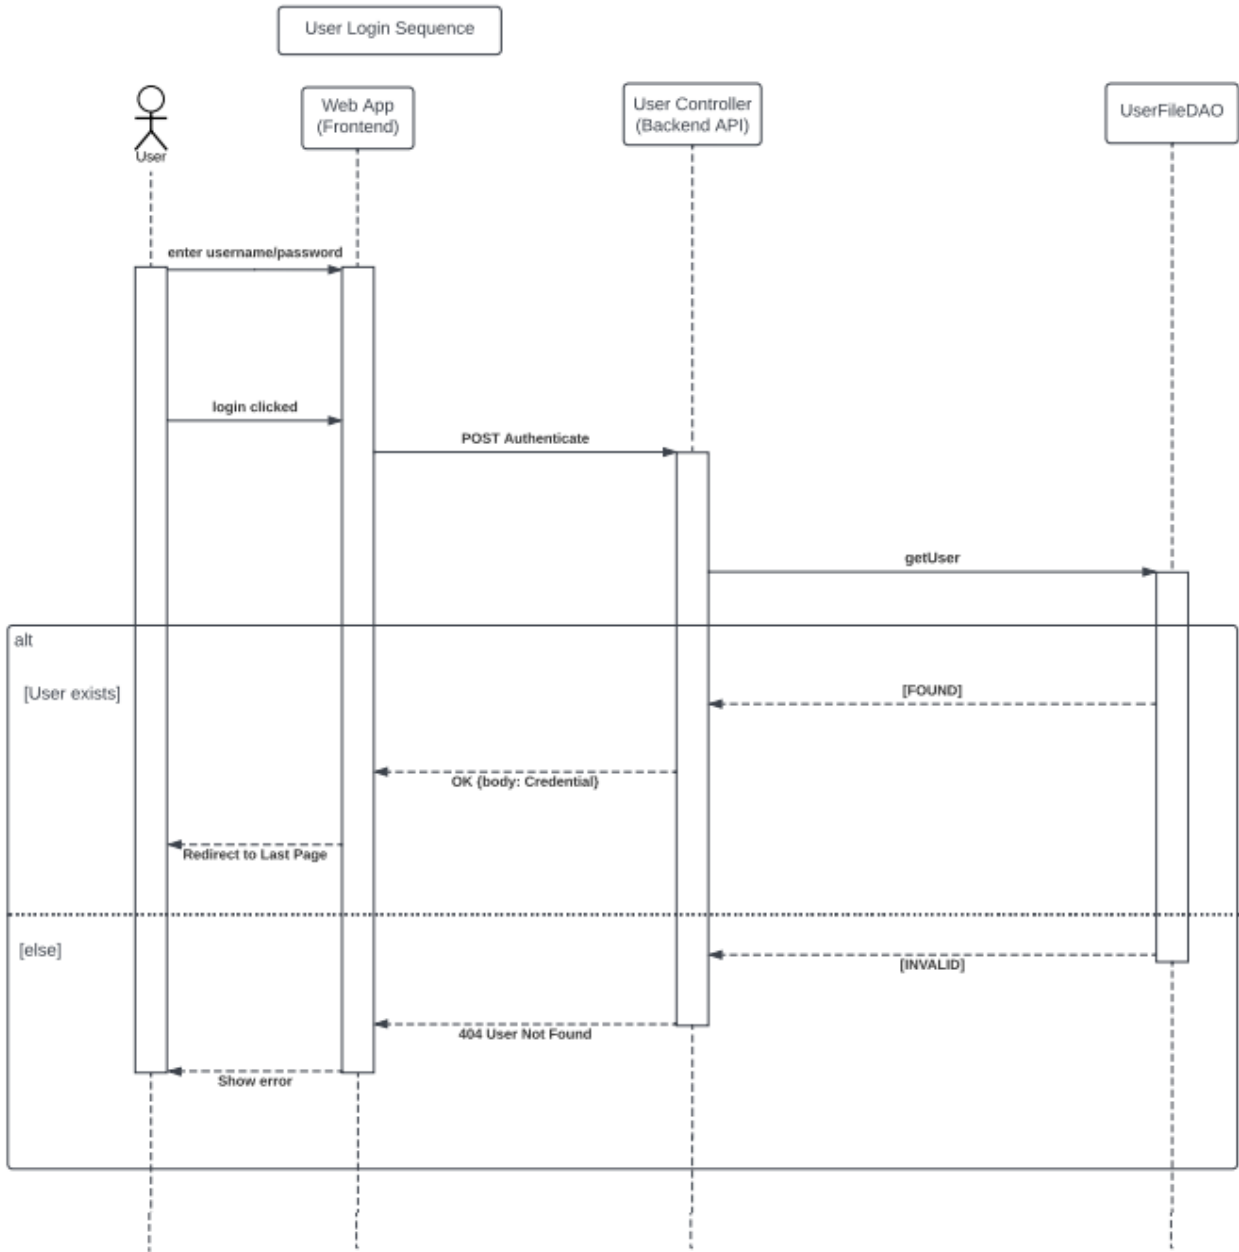 User Login Sequence
User
Web App
(Frontend)
User Controller
(Backend API)
UserFileDAO
enter username/password
login clicked
POST Authenticate
getUser
alt
[User exists]
[FOUND]
OK {body: Credential}
Redirect to Last Page
[else]
[INVALID]
404 User Not Found
Show error